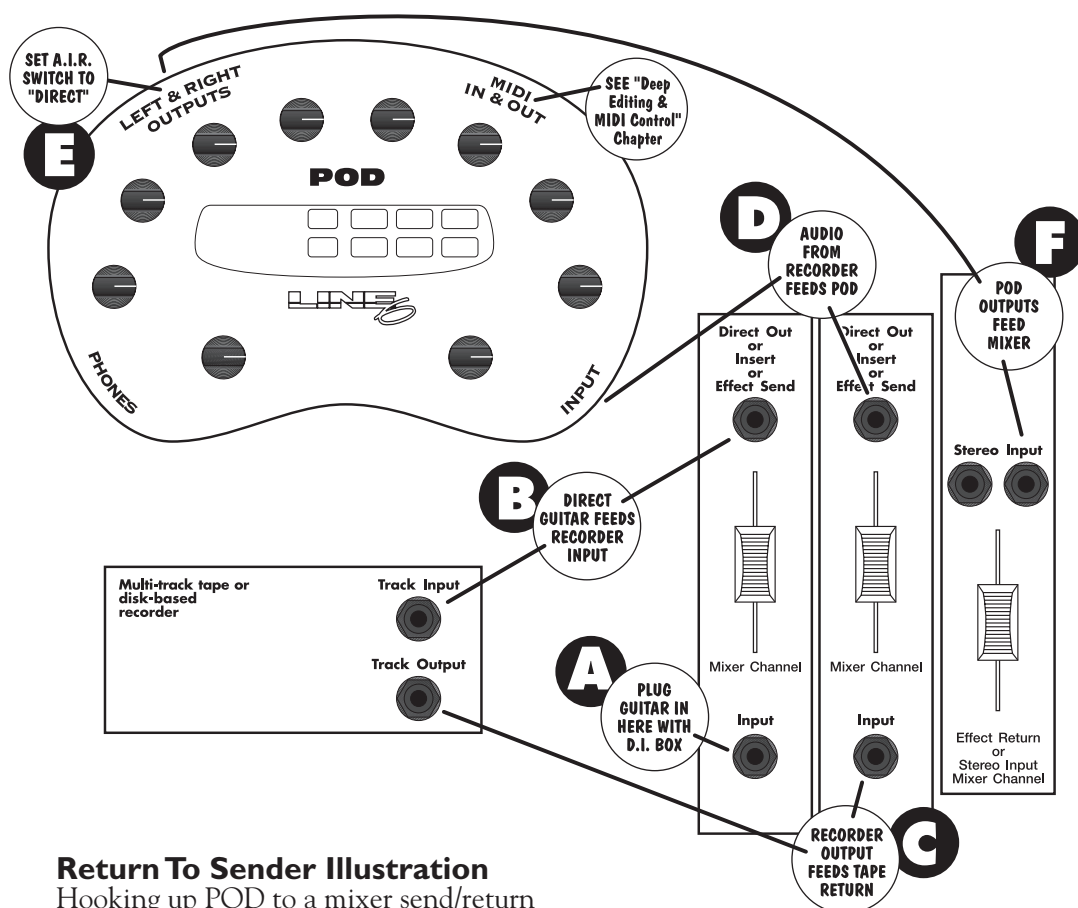 SET A.I.R.
SWITCH TO
"DIRECT"
E
LEFT & RIGHT
OUTPUTS
MIDI
IN & OUT
SEE "Deep
Editing &
MIDI Control"
Chapter
POD
LINE 6
PHONES
INPUT
D
AUDIO
FROM
RECORDER
FEEDS POD
F
POD
OUTPUTS
FEED
MIXER
Direct Out
or
Insert
or
Effect Send
Direct Out
or
Insert
or
Effect Send
Stereo Input
B
DIRECT
GUITAR FEEDS
RECORDER
INPUT
Multi-track tape or
disk-based
recorder
Track Input
Track Output
A
PLUG
GUITAR IN
HERE WITH
D.I. BOX
Mixer Channel
Mixer Channel
Input
Input
Effect Return
or
Stereo Input
Mixer Channel
C
RECORDER
OUTPUT
FEEDS TAPE
RETURN
Return To Sender Illustration
Hooking up POD to a mixer send/return